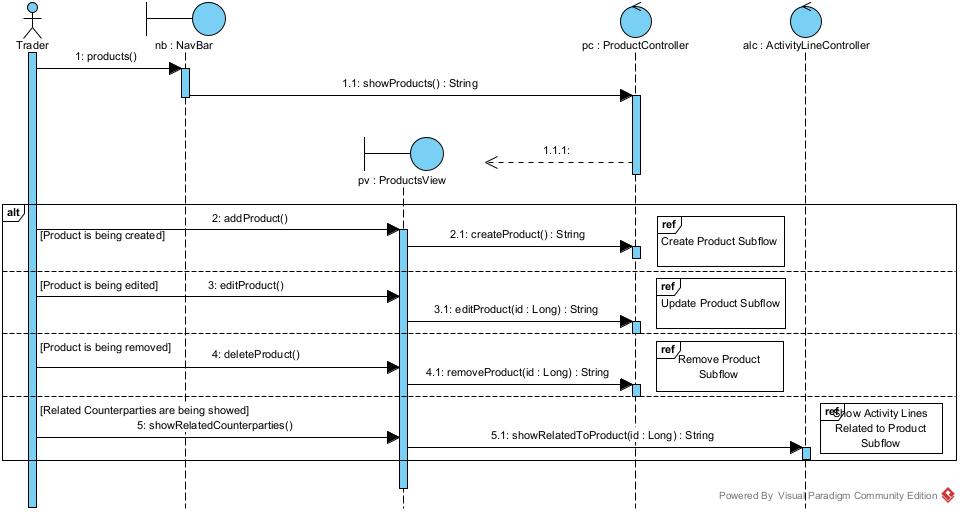 Trader
nb : NavBar
pc : ProductController
alc : ActivityLineController
1: products()
1.1: showProducts() : String
1.1.1:
pv : ProductsView
alt
2: addProduct()
[Product is being created]
2.1: createProduct() : String
ref
Create Product Subflow
[Product is being edited]
3: editProduct()
3.1: editProduct(id : Long) : String
ref
Update Product Subflow
[Product is being removed]
4: deleteProduct()
4.1: removeProduct(id : Long) : String
ref
Remove Product
Subflow
[Related Counterparties are being showed]
5: showRelatedCounterparties()
5.1: showRelatedToProduct(id : Long) : String
ref
Show Activity Lines
Related to Product
Subflow
Powered By Visual Paradigm Community Edition